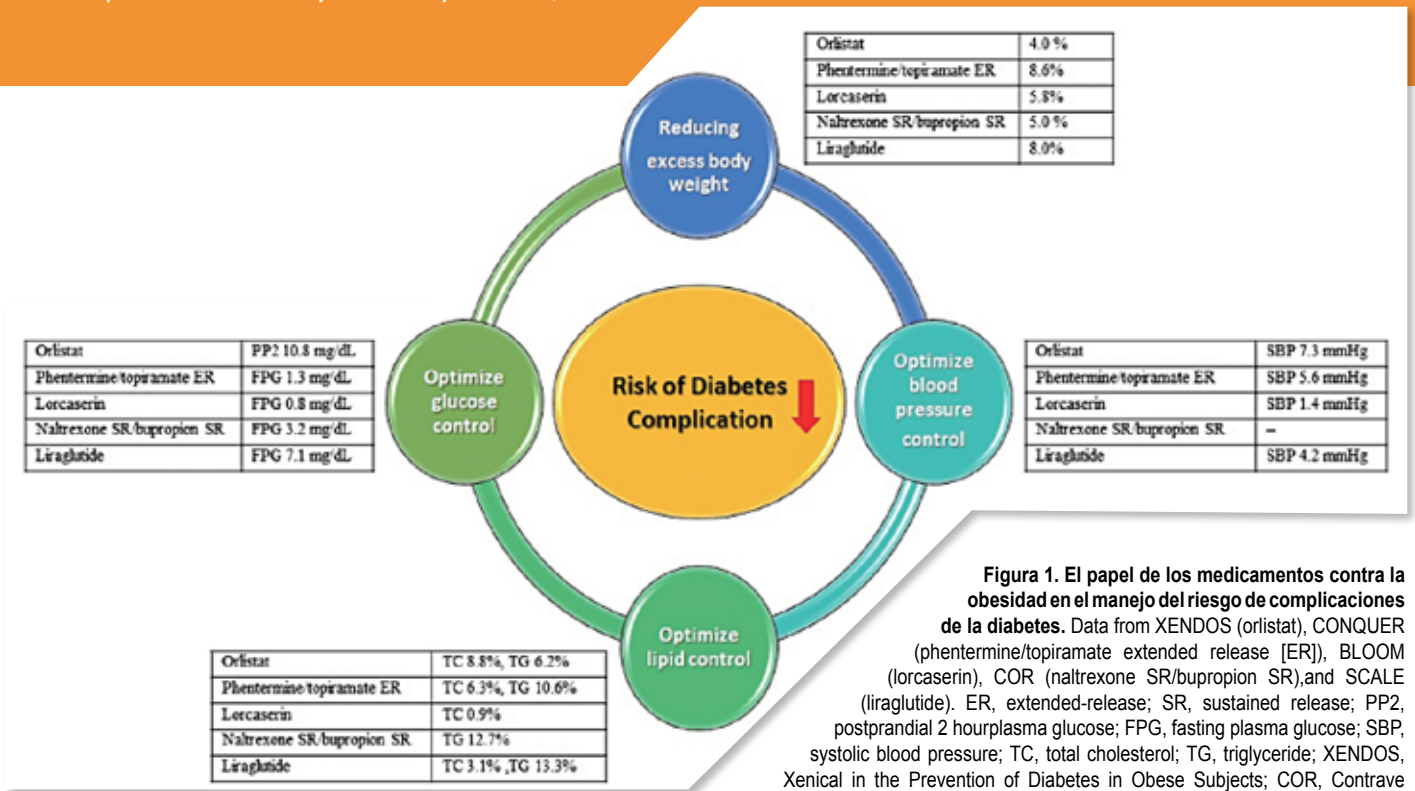 Orlistat 4.0 %
Phentermine/topiramate ER 8.6%
Lorcaserin 5.8%
Naltrexone SR/bupropion SR 5.0 %
Liraglutide 8.0%
Reducing
excess body
weight
Orlistat PP2 10.8 mg/dL
Phentermine/topiramate ER FPG 1.3 mg/dL
Lorcaserin FPG 0.8 mg/dL
Naltrexone SR/bupropion SR FPG 3.2 mg/dL
Liraglutide FPG 7.1 mg/dL
Optimize
glucose
control
Risk of Diabetes
Complication
Optimize
blood
pressure
control
Orlistat SBP 7.3 mmHg
Phentermine/topiramate ER SBP 5.6 mmHg
Lorcaserin SBP 1.4 mmHg
Naltrexone SR/bupropion SR –
Liraglutide SBP 4.2 mmHg
Optimize
lipid control
Orlistat TC 8.8%, TG 6.2%
Phentermine/topiramate ER TC 6.3%, TG 10.6%
Lorcaserin TC 0.9%
Naltrexone SR/bupropion SR TG 12.7%
Liraglutide TC 3.1% ,TG 13.3%
Figura 1. El papel de los medicamentos contra la
obesidad en el manejo del riesgo de complicaciones
de la diabetes. Data from XENDOS (orlistat), CONQUER
(phentermine/topiramate extended release [ER]), BLOOM
(lorcaserin), COR (naltrexone SR/bupropion SR),and SCALE
(liraglutide). ER, extended-release; SR, sustained release; PP2,
postprandial 2 hourplasma glucose; FPG, fasting plasma glucose; SBP,
systolic blood pressure; TC, total cholesterol; TG, triglyceride; XENDOS,
Xenical in the Prevention of Diabetes in Obese Subjects; COR, Contrave